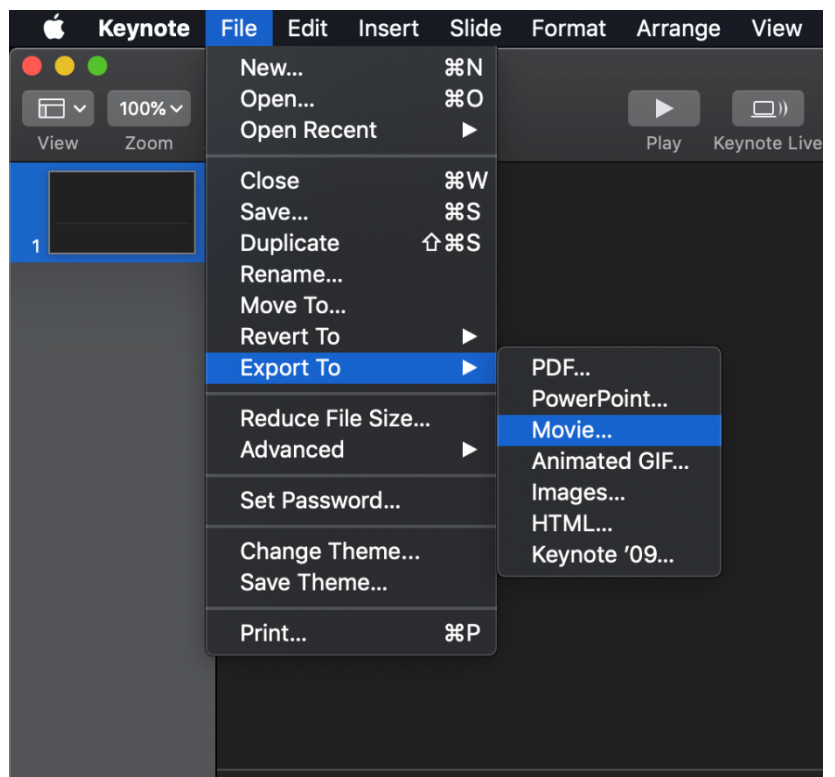 Keynote File Edit Insert Slide Format Arrange View
New... ⌘N
Open... ⌘O
Open Recent ▶
100%
View Zoom Play Keynote Live
Close ⌘W
Save... ⌘S
Duplicate ⇧⌘S
1
Rename...
Move To...
Revert To ▶
Export To ▶
PDF...
PowerPoint...
Movie...
Animated GIF...
Images...
HTML...
Keynote ’09...
Reduce File Size...
Advanced ▶
Set Password...
Change Theme...
Save Theme...
Print... ⌘P